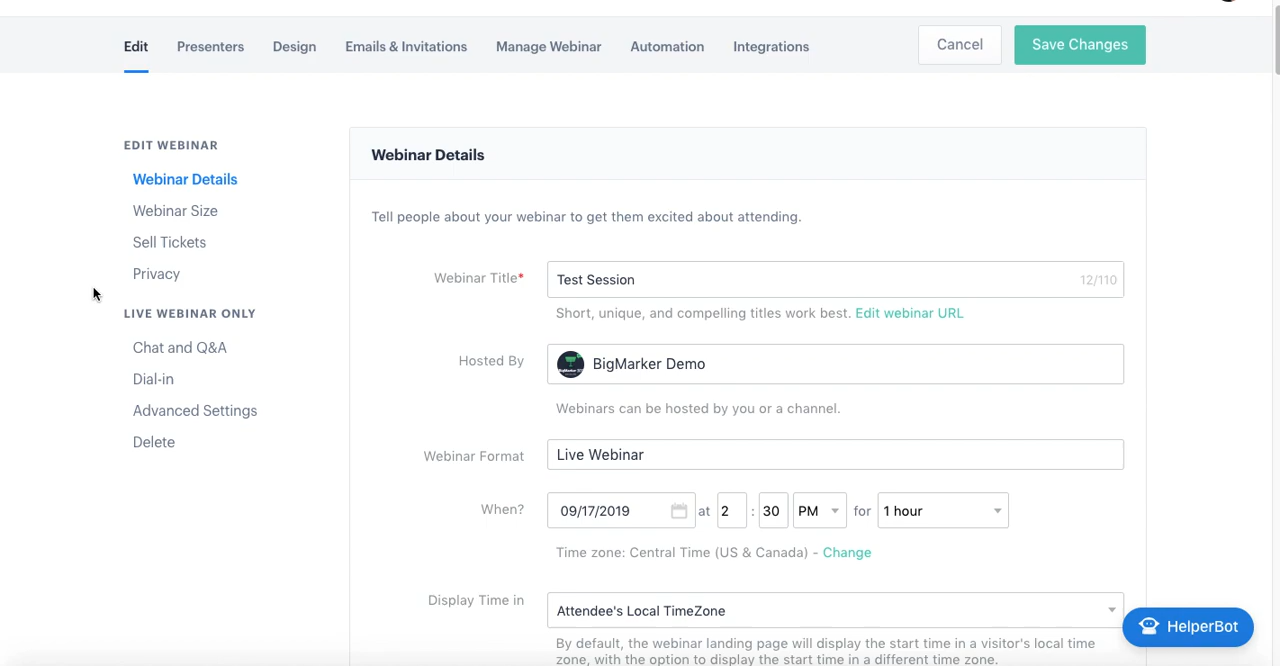 Edit Presenters Design Emails & Invitations Manage Webinar Automation Integrations Cancel Save Changes
EDIT WEBINAR
Webinar Details
Webinar Size
Sell Tickets
Privacy
LIVE WEBINAR ONLY
Chat and Q&A
Dial-in
Advanced Settings
Delete
Webinar Details
Tell people about your webinar to get them excited about attending.
Webinar Title* Test Session 12/110
Short, unique, and compelling titles work best. Edit webinar URL
Hosted By BigMarker Demo
Webinars can be hosted by you or a channel.
Webinar Format Live Webinar
When? 09/17/2019 at 2 : 30 PM for 1 hour
Time zone: Central Time (US & Canada) - Change
Display Time in Attendee's Local TimeZone
By default, the webinar landing page will display the start time in a visitor's local time
zone, with the option to display the start time in a different time zone.
HelperBot